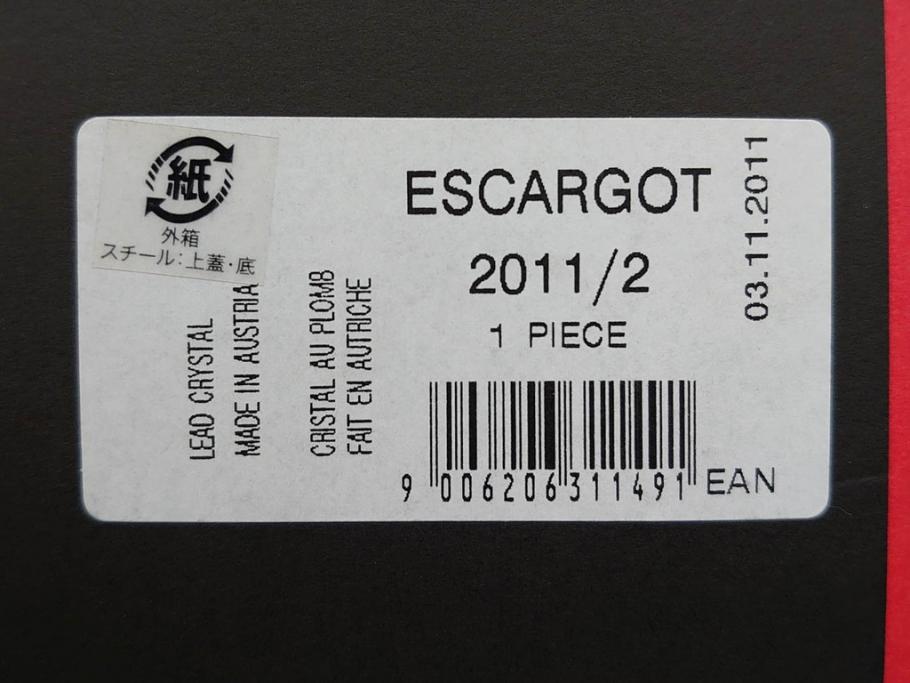 紙
外箱
スチール:上蓋・底
LEAD CRYSTAL
MADE IN AUSTRIA
CRISTAL AU PLOMB
FAIT EN AUTRICHE
ESCARGOT
2011/2
1 PIECE
9 006206 311491 EAN
03.11.2011